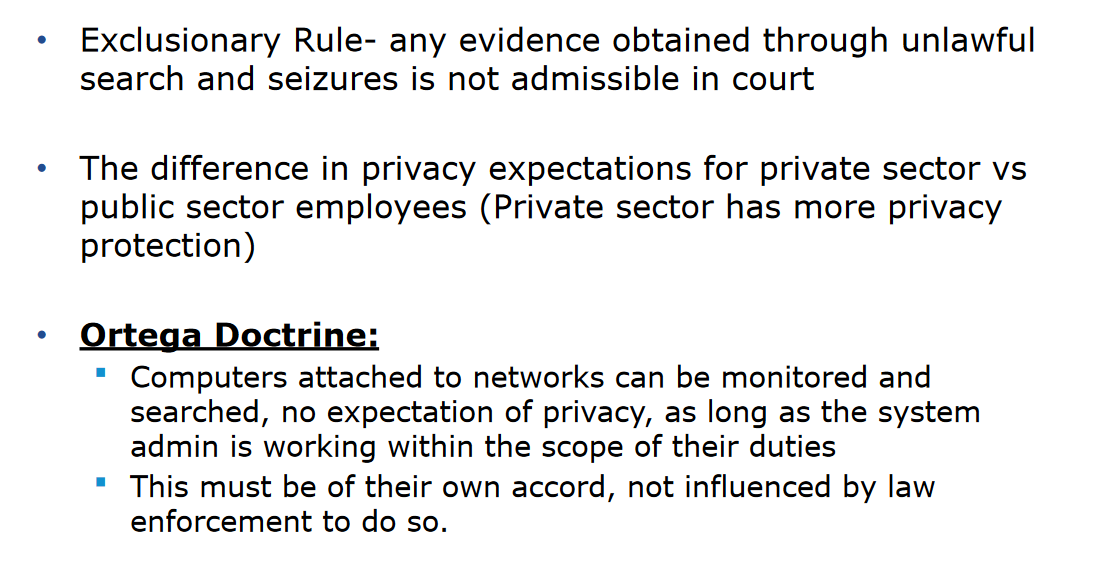 • Exclusionary Rule- any evidence obtained through unlawful
search and seizures is not admissible in court
• The difference in privacy expectations for private sector vs
public sector employees (Private sector has more privacy
protection)
• Ortega Doctrine:
▪ Computers attached to networks can be monitored and
searched, no expectation of privacy, as long as the system
admin is working within the scope of their duties
▪ This must be of their own accord, not influenced by law
enforcement to do so.